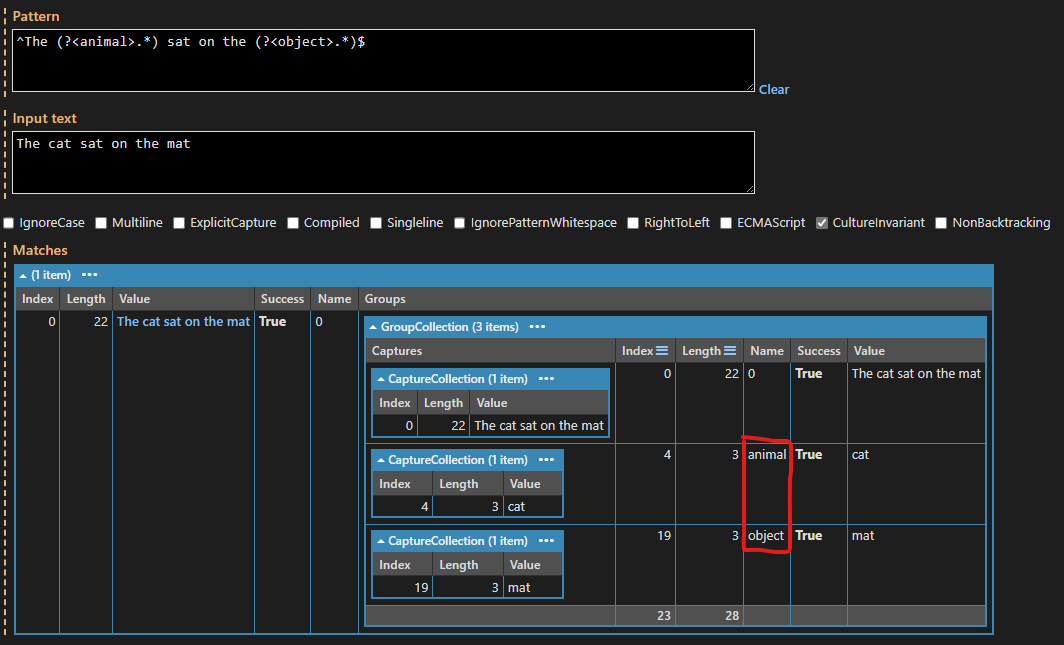 Pattern
^The (?<animal>.*) sat on the (?<object>.*)$
Clear
Input text
The cat sat on the mat
IgnoreCase Multiline ExplicitCapture Compiled Singleline IgnorePatternWhitespace RightToLeft ECMAScript CultureInvariant NonBacktracking
Matches
(1 item) •••
Index Length Value Success Name Groups
0 22 The cat sat on the mat True 0
GroupCollection (3 items) •••
Captures Index Length Name Success Value
CaptureCollection (1 item) ••• 0 22 0 True The cat sat on the mat
Index Length Value
0 22 The cat sat on the mat
CaptureCollection (1 item) ••• 4 3 animal True cat
Index Length Value
4 3 cat
CaptureCollection (1 item) ••• 19 3 object True mat
Index Length Value
19 3 mat
23 28